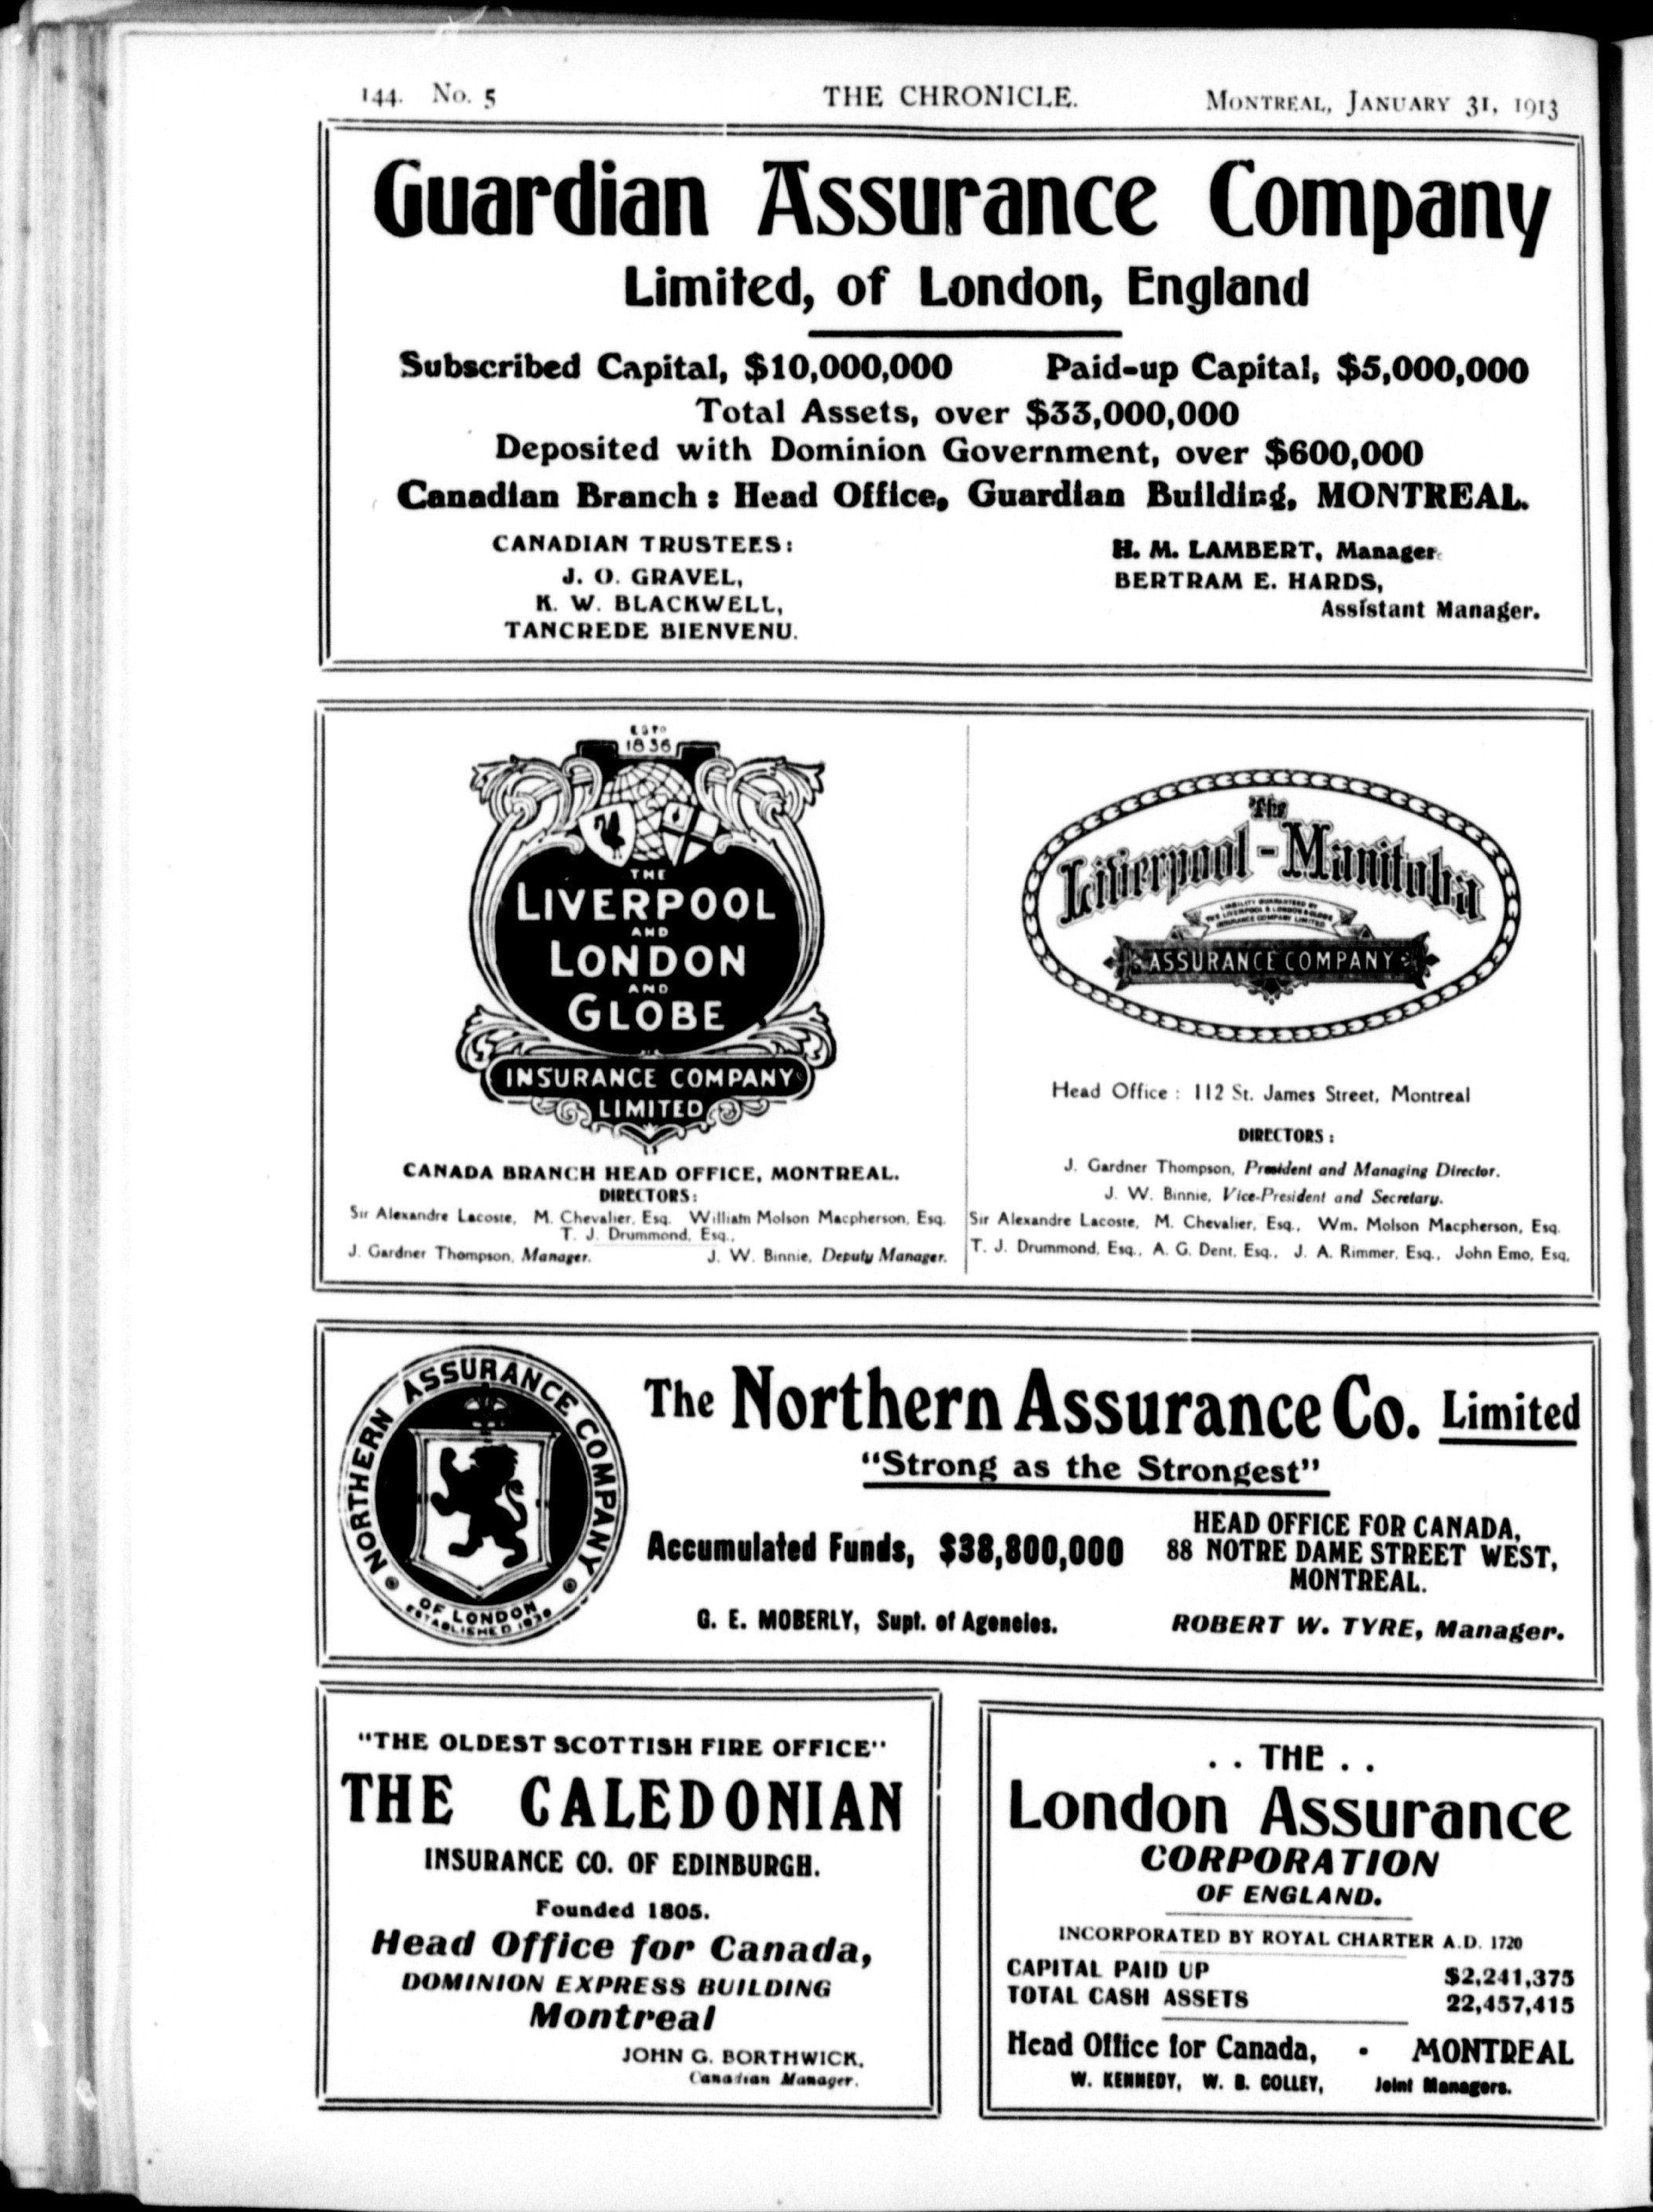 144. No. 5 THE CHRONICLE. MONTREAL, JANUARY 31, 1913
Guardian Assurance Company
Limited, of London, England
Subscribed Capital, $10,000,000 Paid-up Capital, $5,000,000
Total Assets, over $33,000,000
Deposited with Dominion Government, over $600,000
Canadian Branch : Head Office, Guardian Building, MONTREAL.
CANADIAN TRUSTEES:
J. O. GRAVEL,
K. W. BLACKWELL,
TANCREDE BIENVENU.
H. M. LAMBERT, Manager
BERTRAM E. HARDS,
Assistant Manager.
ESTD
1836
THE
LIVERPOOL
AND
LONDON
AND
GLOBE
INSURANCE COMPANY
LIMITED
CANADA BRANCH HEAD OFFICE, MONTREAL.
DIRECTORS:
Sir Alexandre Lacoste, M. Chevalier, Esq. William Molson Macpherson, Esq.
T. J. Drummond, Esq.,
J. Gardner Thompson, Manager. J. W. Binnie, Deputy Manager.
The
Liverpool-Manitoba
LIABILITY GUARANTEED BY
THE LIVERPOOL & LONDON & GLOBE
INSURANCE COMPANY LIMITED
ASSURANCE COMPANY
Head Office : 112 St. James Street, Montreal
DIRECTORS :
J. Gardner Thompson, President and Managing Director.
J. W. Binnie, Vice-President and Secretary.
Sir Alexandre Lacoste, M. Chevalier, Esq., Wm. Molson Macpherson, Esq.
T. J. Drummond, Esq., A. G. Dent, Esq., J. A. Rimmer, Esq., John Emo, Esq.
NORTHERN ASSURANCE COMPANY
OF LONDON
ESTABLISHED 1836
The Northern Assurance Co. Limited
"Strong as the Strongest"
Accumulated Funds, $38,800,000
HEAD OFFICE FOR CANADA,
88 NOTRE DAME STREET WEST,
MONTREAL.
G. E. MOBERLY, Supt. of Agencies. ROBERT W. TYRE, Manager.
"THE OLDEST SCOTTISH FIRE OFFICE"
THE CALEDONIAN
INSURANCE CO. OF EDINBURGH.
Founded 1805.
Head Office for Canada,
DOMINION EXPRESS BUILDING
Montreal
JOHN G. BORTHWICK,
Canadian Manager.
. . THE . .
London Assurance
CORPORATION
OF ENGLAND.
INCORPORATED BY ROYAL CHARTER A.D. 1720
CAPITAL PAID UP $2,241,375
TOTAL CASH ASSETS 22,457,415
Head Office for Canada, - MONTREAL
W. KENNEDY, W. B. COLLEY, Joint Managers.